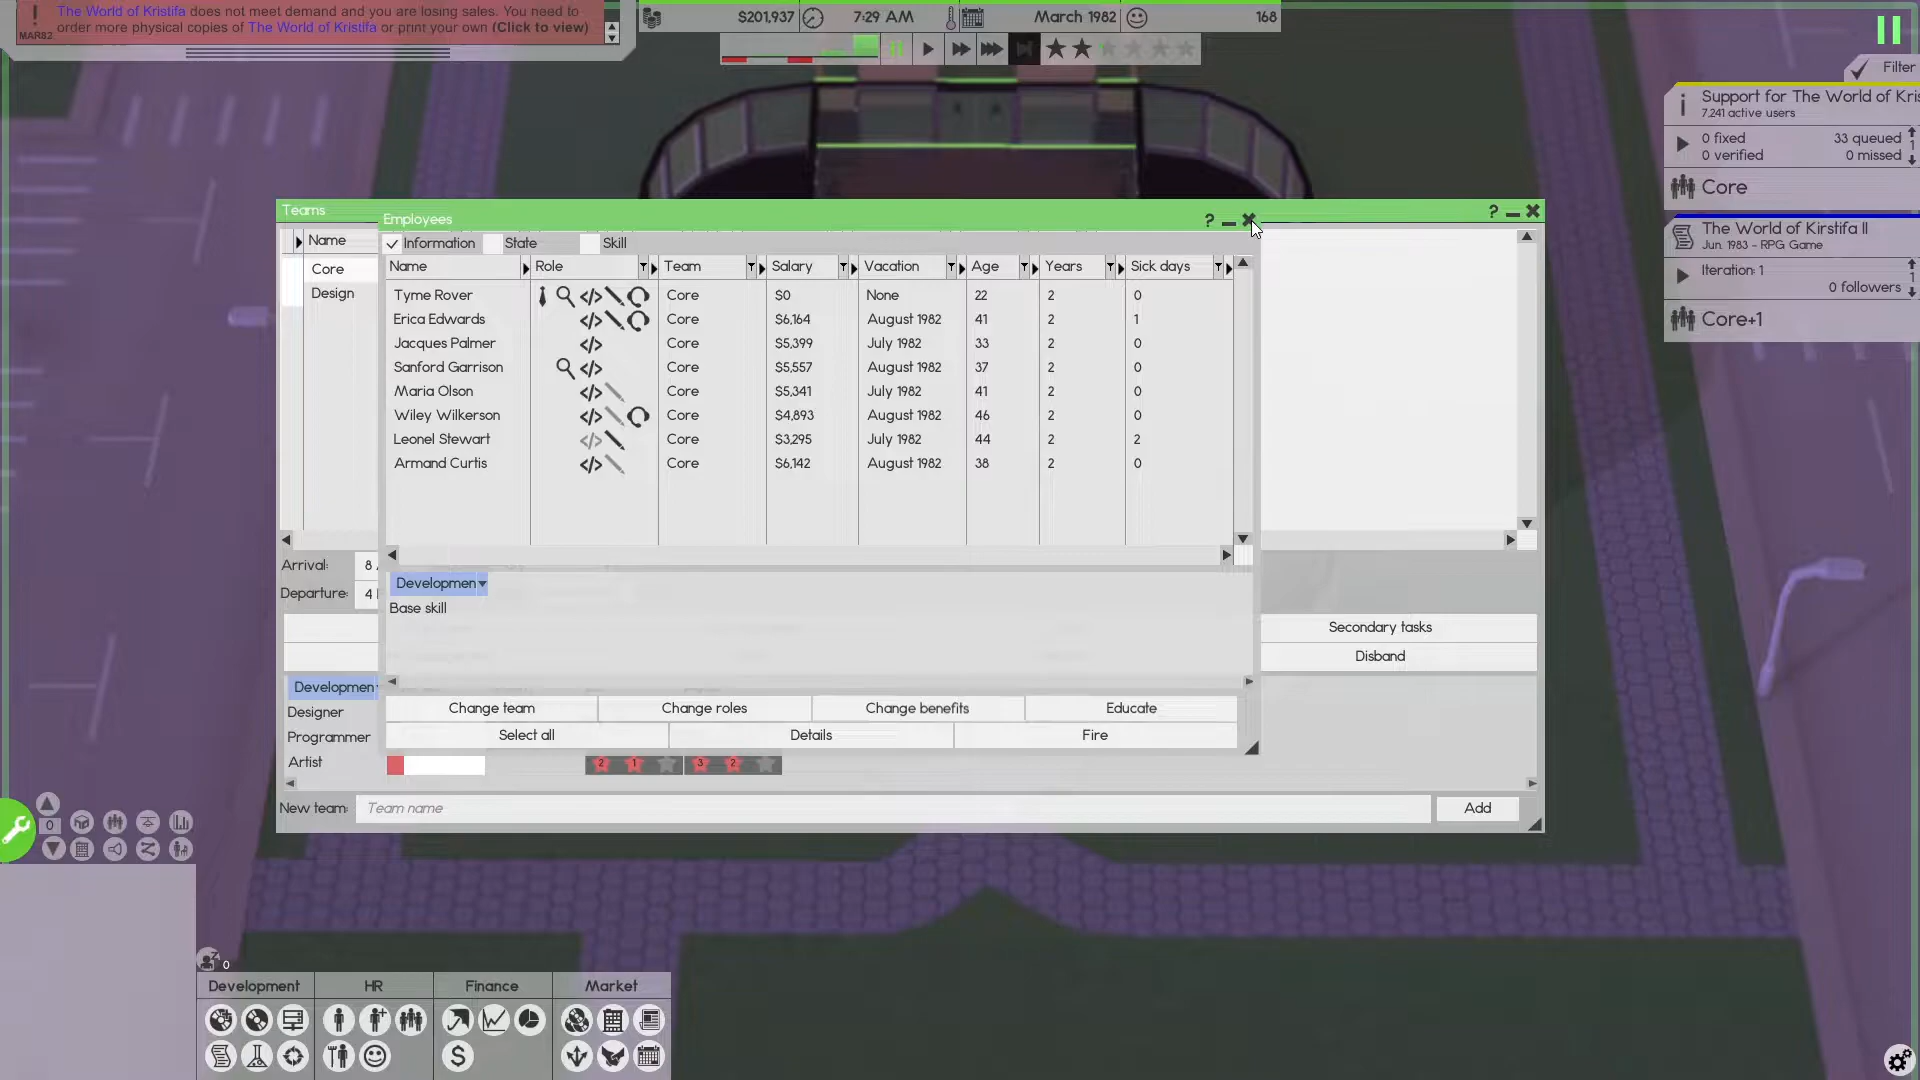 The World of Kristifa does not meet demand and you are losing sales. You need to
order more physical copies of The World of Kristifa or print your own (Click to view)
MAR82
$201,937
7:29 AM
March 1982
168
Filter
Support for The World of Kris
7,241 active users
0 fixed
33 queued
0 verified
0 missed
1
Core
The World of Kirstifa II
Jun. 1983 - RPG Game
Iteration: 1
0 followers
1
Core+1
Teams
?
Name
Core
Design
Employees
?
Information
State
Skill
Name Role Team Salary Vacation Age Years Sick days
Tyme Rover Core $0 None 22 2 0
Erica Edwards Core $6,164 August 1982 41 2 1
Jacques Palmer Core $5,399 July 1982 33 2 0
Sanford Garrison Core $5,557 August 1982 37 2 0
Maria Olson Core $5,341 July 1982 41 2 0
Wiley Wilkerson Core $4,893 August 1982 46 2 0
Leonel Stewart Core $3,295 July 1982 44 2 2
Armand Curtis Core $6,142 August 1982 38 2 0
Arrival: 8
Departure: 4
Developmen
Base skill
Secondary tasks
Disband
Developmen
Designer
Programmer
Artist
Change team
Change roles
Change benefits
Educate
Select all
Details
Fire
2 1 3 2
New team: Team name
Add
0
0
Development
HR
Finance
Market